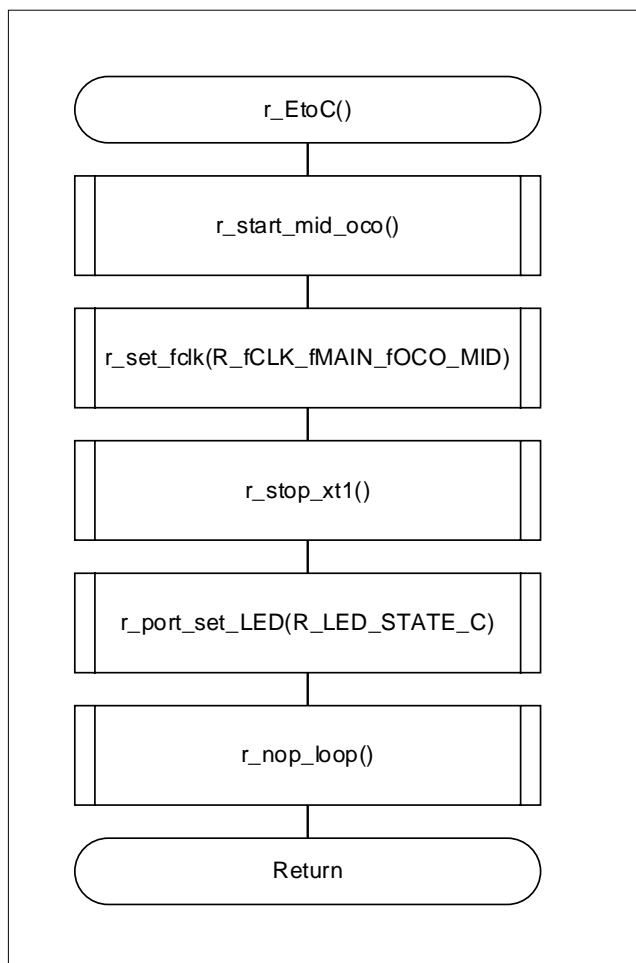 r_EtoC()
r_start_mid_oco()
r_set_fclk(R_fCLK_fMAIN_fOCO_MID)
r_stop_xt1()
r_port_set_LED(R_LED_STATE_C)
r_nop_loop()
Return